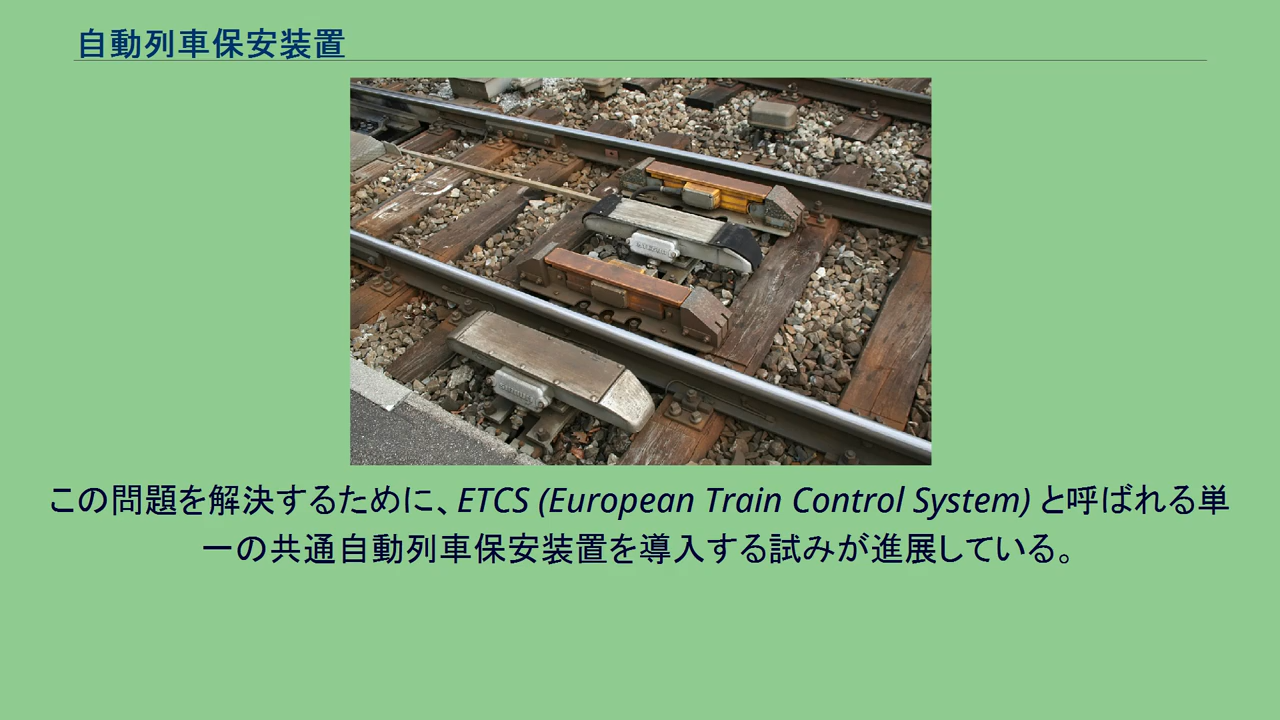 自動列車保安装置
この問題を解決するために、ETCS (European Train Control System) と呼ばれる単
一の共通自動列車保安装置を導入する試みが進展している。